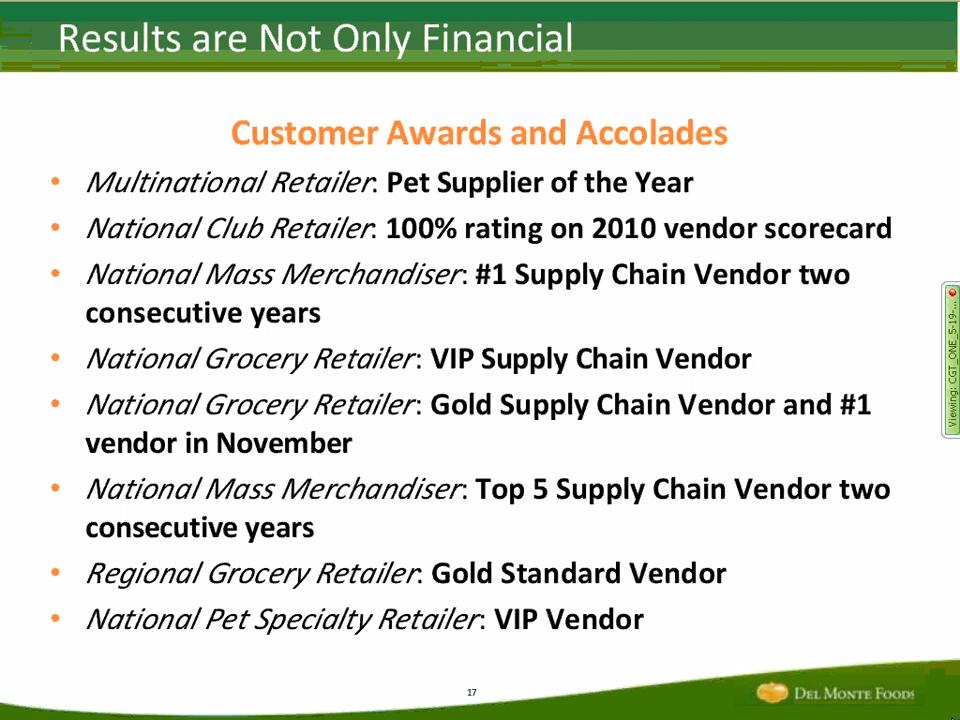 Results are Not Only Financial
Customer Awards and Accolades
• Multinational Retailer: Pet Supplier of the Year
• National Club Retailer: 100% rating on 2010 vendor scorecard
• National Mass Merchandiser: #1 Supply Chain Vendor two
consecutive years
• National Grocery Retailer: VIP Supply Chain Vendor
• National Grocery Retailer: Gold Supply Chain Vendor and #1
vendor in November
• National Mass Merchandiser: Top 5 Supply Chain Vendor two
consecutive years
• Regional Grocery Retailer: Gold Standard Vendor
• National Pet Specialty Retailer: VIP Vendor
Viewing: CGT_ONE_5-19-...
17
DEL MONTE FOODS